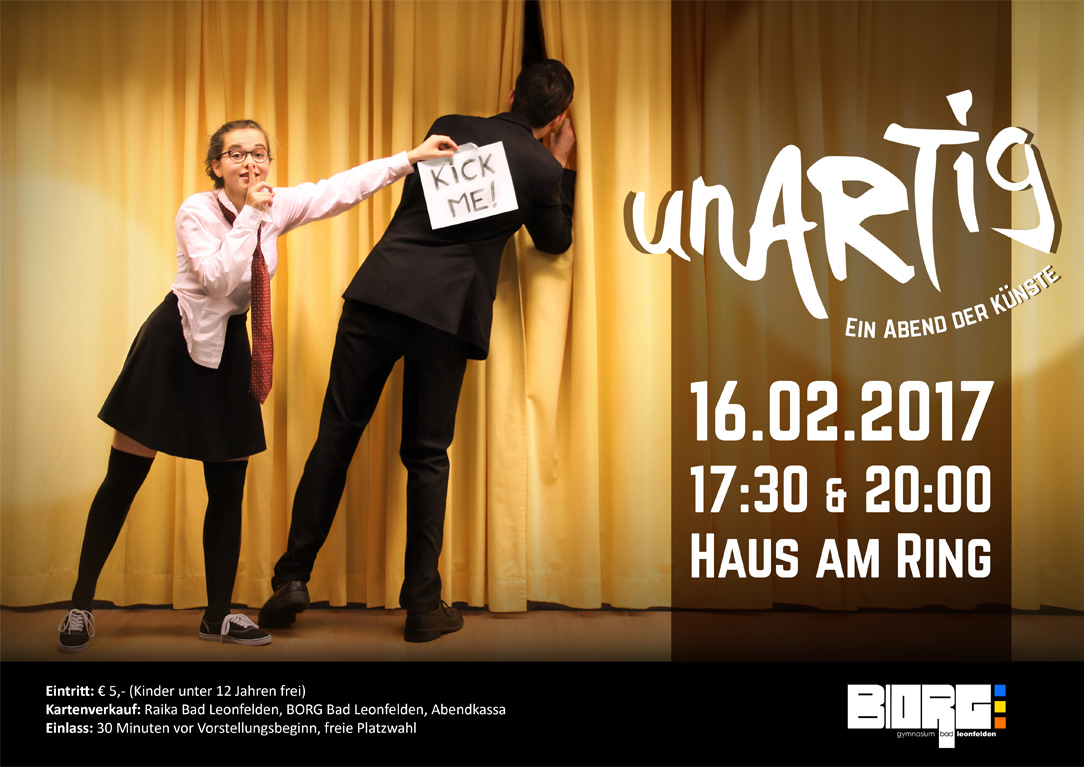 KICK
ME!
unARTig
Ein Abend der Künste
16.02.2017
17:30 & 20:00
Haus am Ring
Eintritt: € 5,- (Kinder unter 12 Jahren frei)
Kartenverkauf: Raika Bad Leonfelden, BORG Bad Leonfelden, Abendkassa
Einlass: 30 Minuten vor Vorstellungsbeginn, freie Platzwahl
BORG
gymnasium bad leonfelden